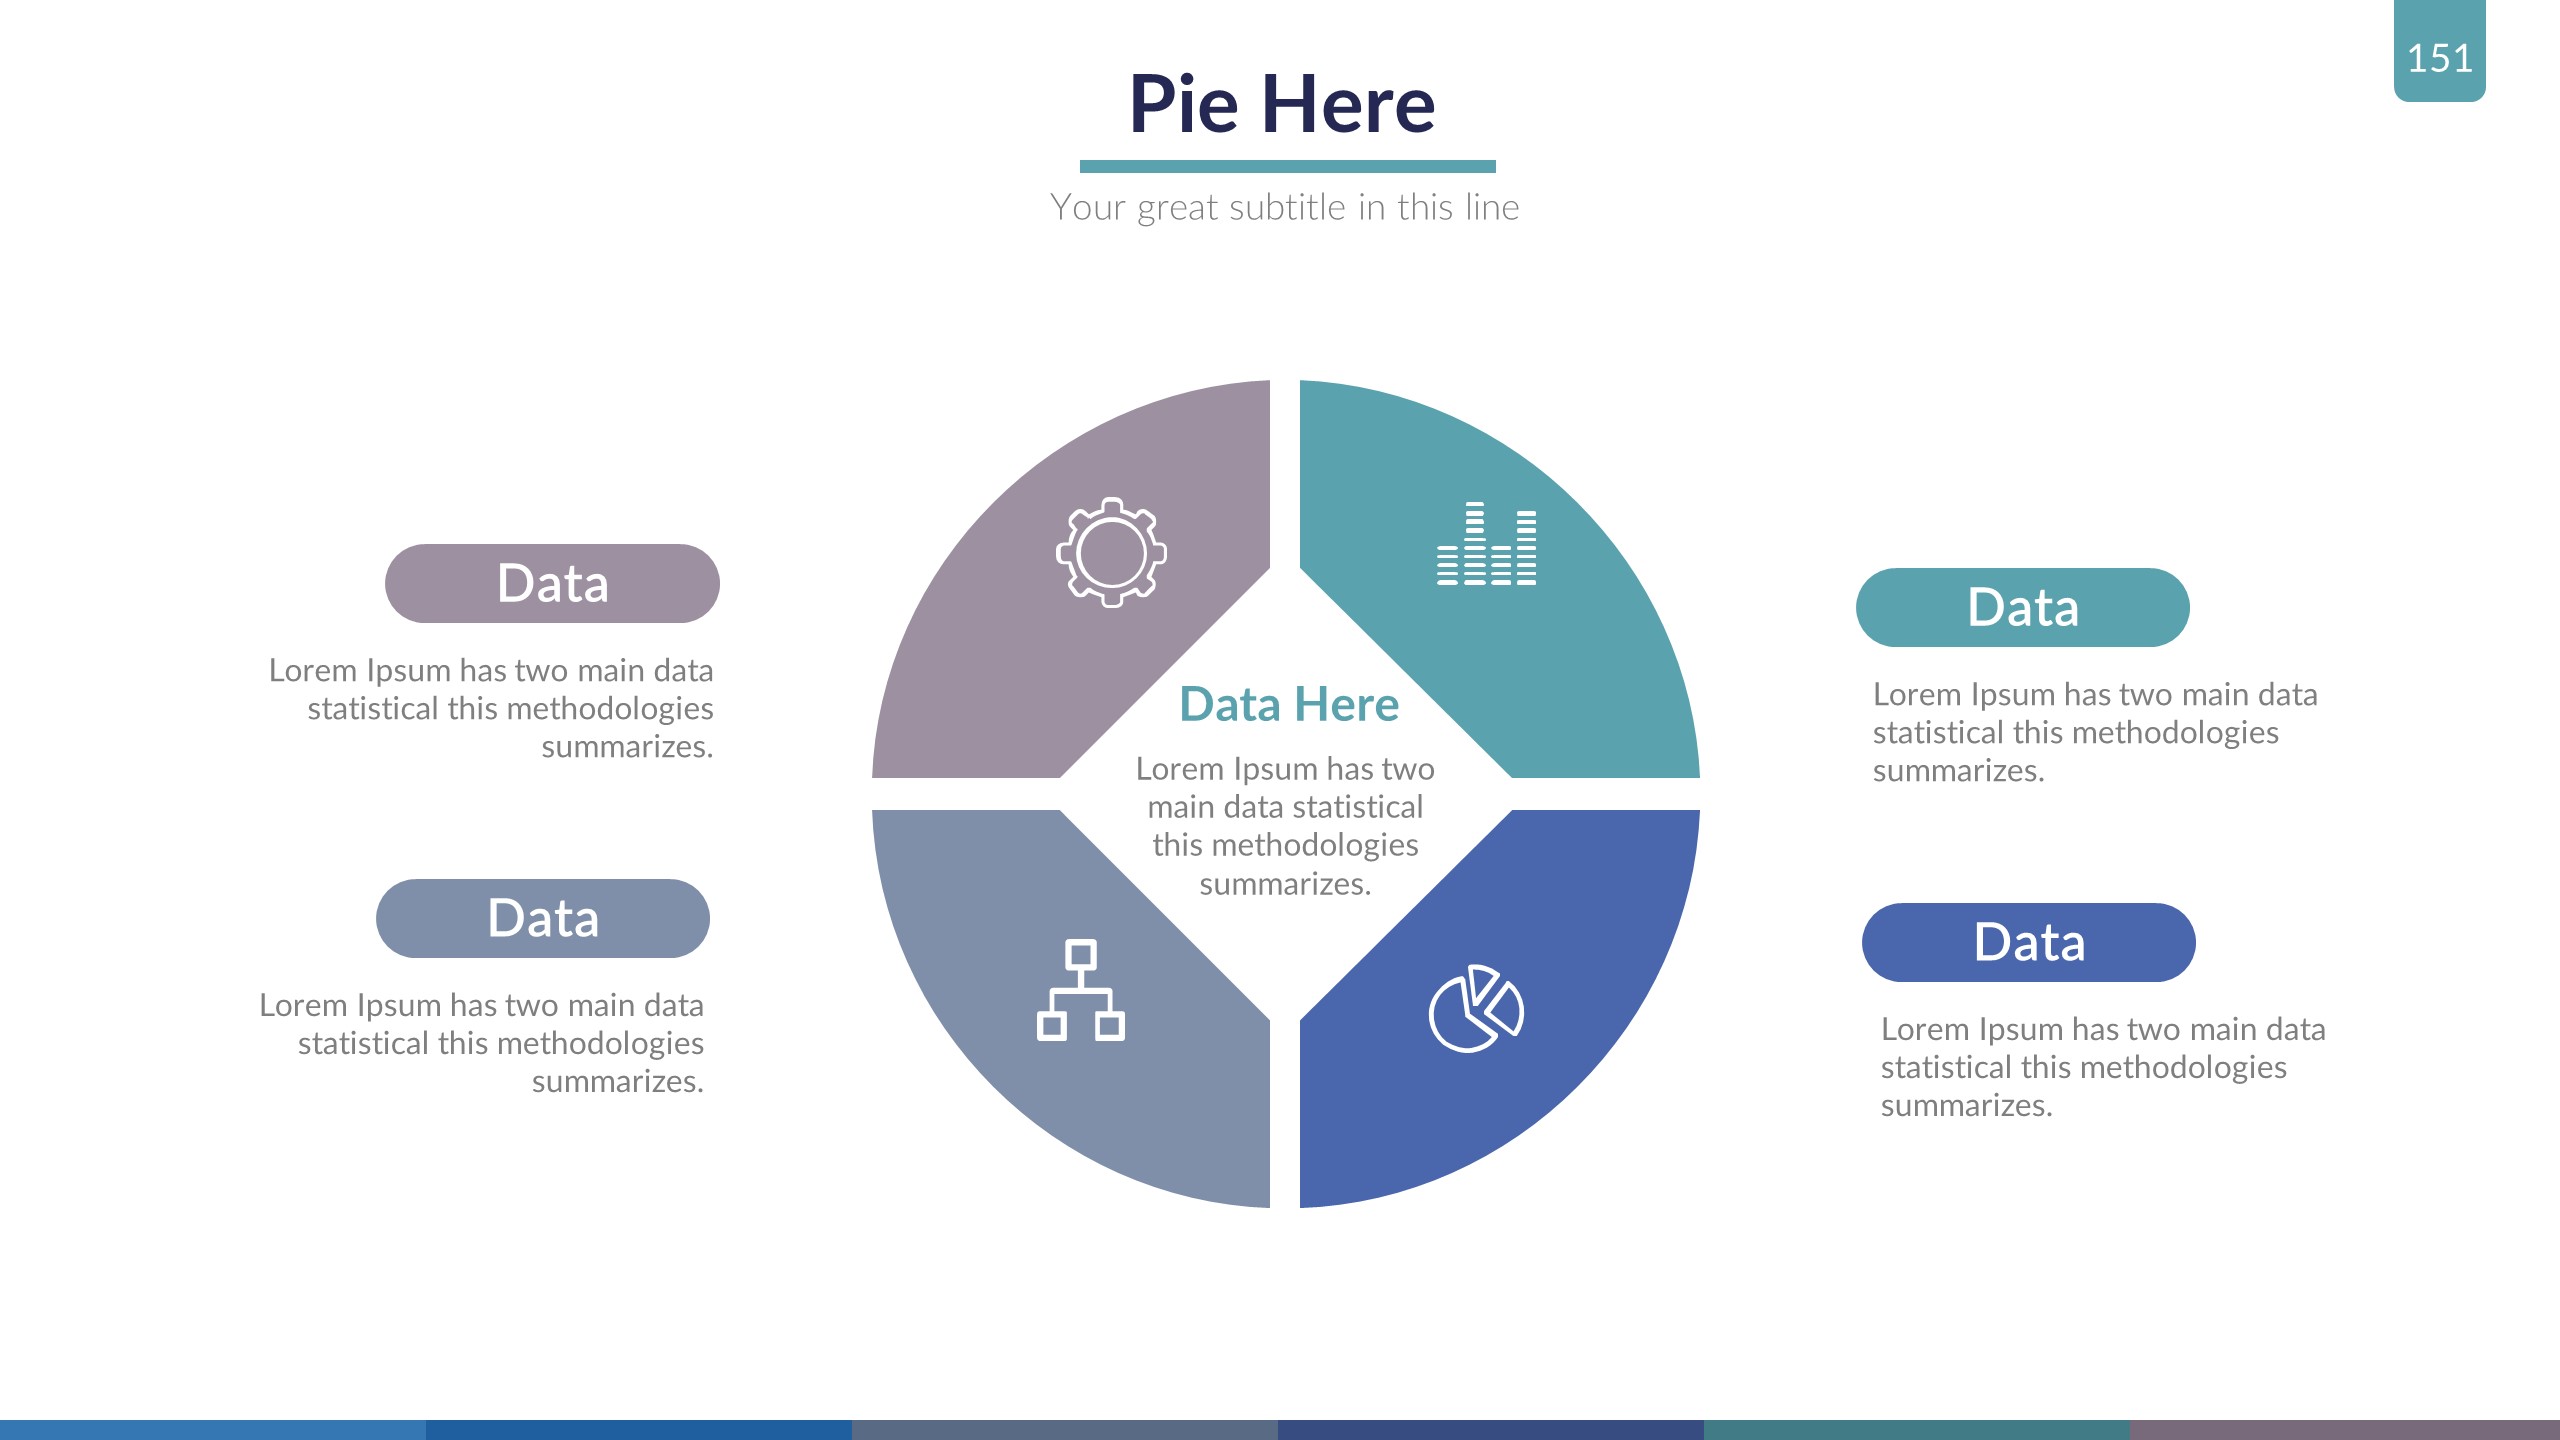 151
Pie Here
Your great subtitle in this line
Data
Lorem Ipsum has two main data
statistical this methodologies
summarizes.
Data
Lorem Ipsum has two main data
statistical this methodologies
summarizes.
Data Here
Lorem Ipsum has two
main data statistical
this methodologies
summarizes.
Data
Lorem Ipsum has two main data
statistical this methodologies
summarizes.
Data
Lorem Ipsum has two main data
statistical this methodologies
summarizes.